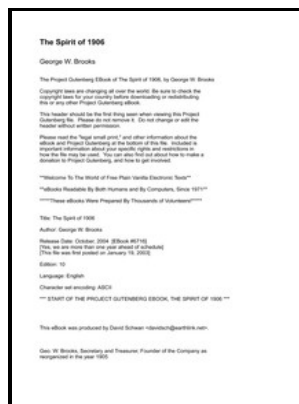 The Spirit of 1906
George W. Brooks
The Project Gutenberg EBook of The Spirit of 1906, by George W. Brooks
Copyright laws are changing all over the world. Be sure to check the
copyright laws for your country before downloading or redistributing
this or any other Project Gutenberg eBook.
This header should be the first thing seen when viewing this Project
Gutenberg file. Please do not remove it. Do not change or edit the
header without written permission.
Please read the "legal small print," and other information about the
eBook and Project Gutenberg at the bottom of this file. Included is
important information about your specific rights and restrictions in
how the file may be used. You can also find out about how to make a
donation to Project Gutenberg, and how to get involved.
**Welcome To The World of Free Plain Vanilla Electronic Texts**
**eBooks Readable By Both Humans and By Computers, Since 1971**
*****These eBooks Were Prepared By Thousands of Volunteers!*****
Title: The Spirit of 1906
Author: George W. Brooks
Release Date: October, 2004 [EBook #6716]
[Yes, we are more than one year ahead of schedule]
[This file was first posted on January 19, 2003]
Edition: 10
Language: English
Character set encoding: ASCII
*** START OF THE PROJECT GUTENBERG EBOOK, THE SPIRIT OF 1906 ***
This eBook was produced by David Schwan <davidsch@earthlink.net>.
Geo. W. Brooks, Secretary and Treasurer, Founder of the Company as
reorganized in the year 1905